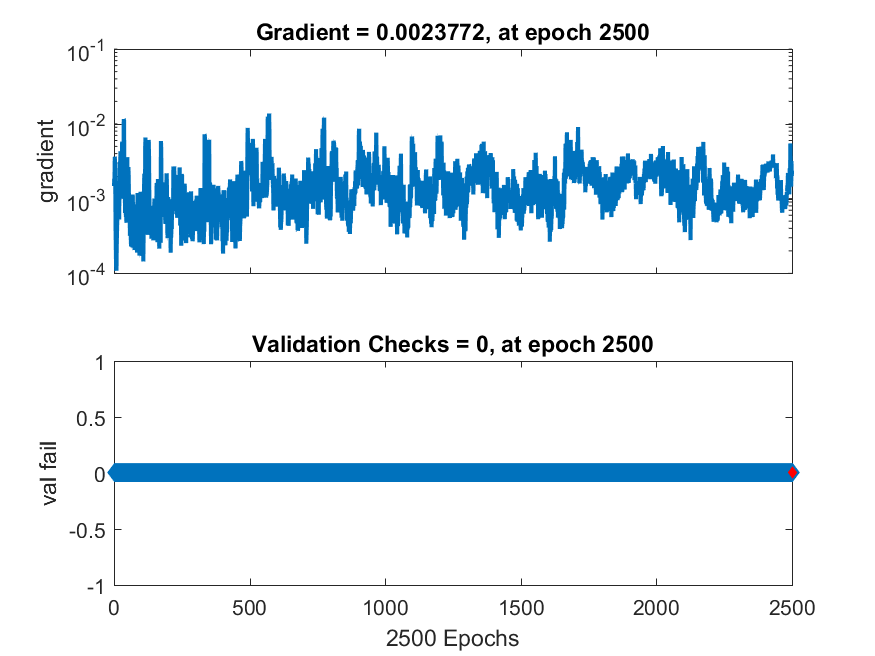 Gradient = 0.0023772, at epoch 2500
10-1
10-2
10-3
10-4
gradient
Validation Checks = 0, at epoch 2500
1
0.5
0
-0.5
-1
val fail
0 500 1000 1500 2000 2500
2500 Epochs